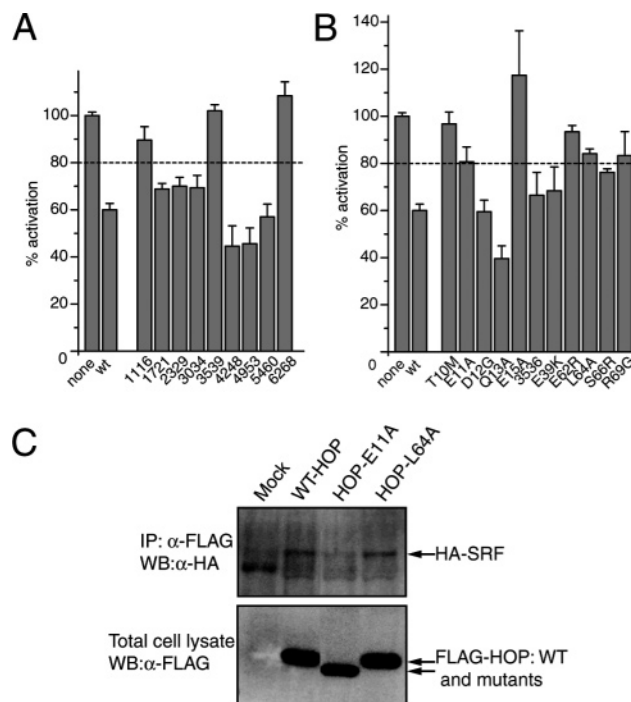 A
B
% activation
100
80
60
40
20
0
none
wt
1116
1721
2329
3034
3539
4248
4953
5460
6268
% activation
140
120
100
80
60
40
20
0
none
wt
T10M
E11A
D12G
Q13A
E15A
3536
E39K
E62R
L64A
S66R
R69G
C
Mock
WT-HOP
HOP-E11A
HOP-L64A
IP: α-FLAG
WB:α-HA
HA-SRF
Total cell lysate
WB:α-FLAG
FLAG-HOP: WT
and mutants